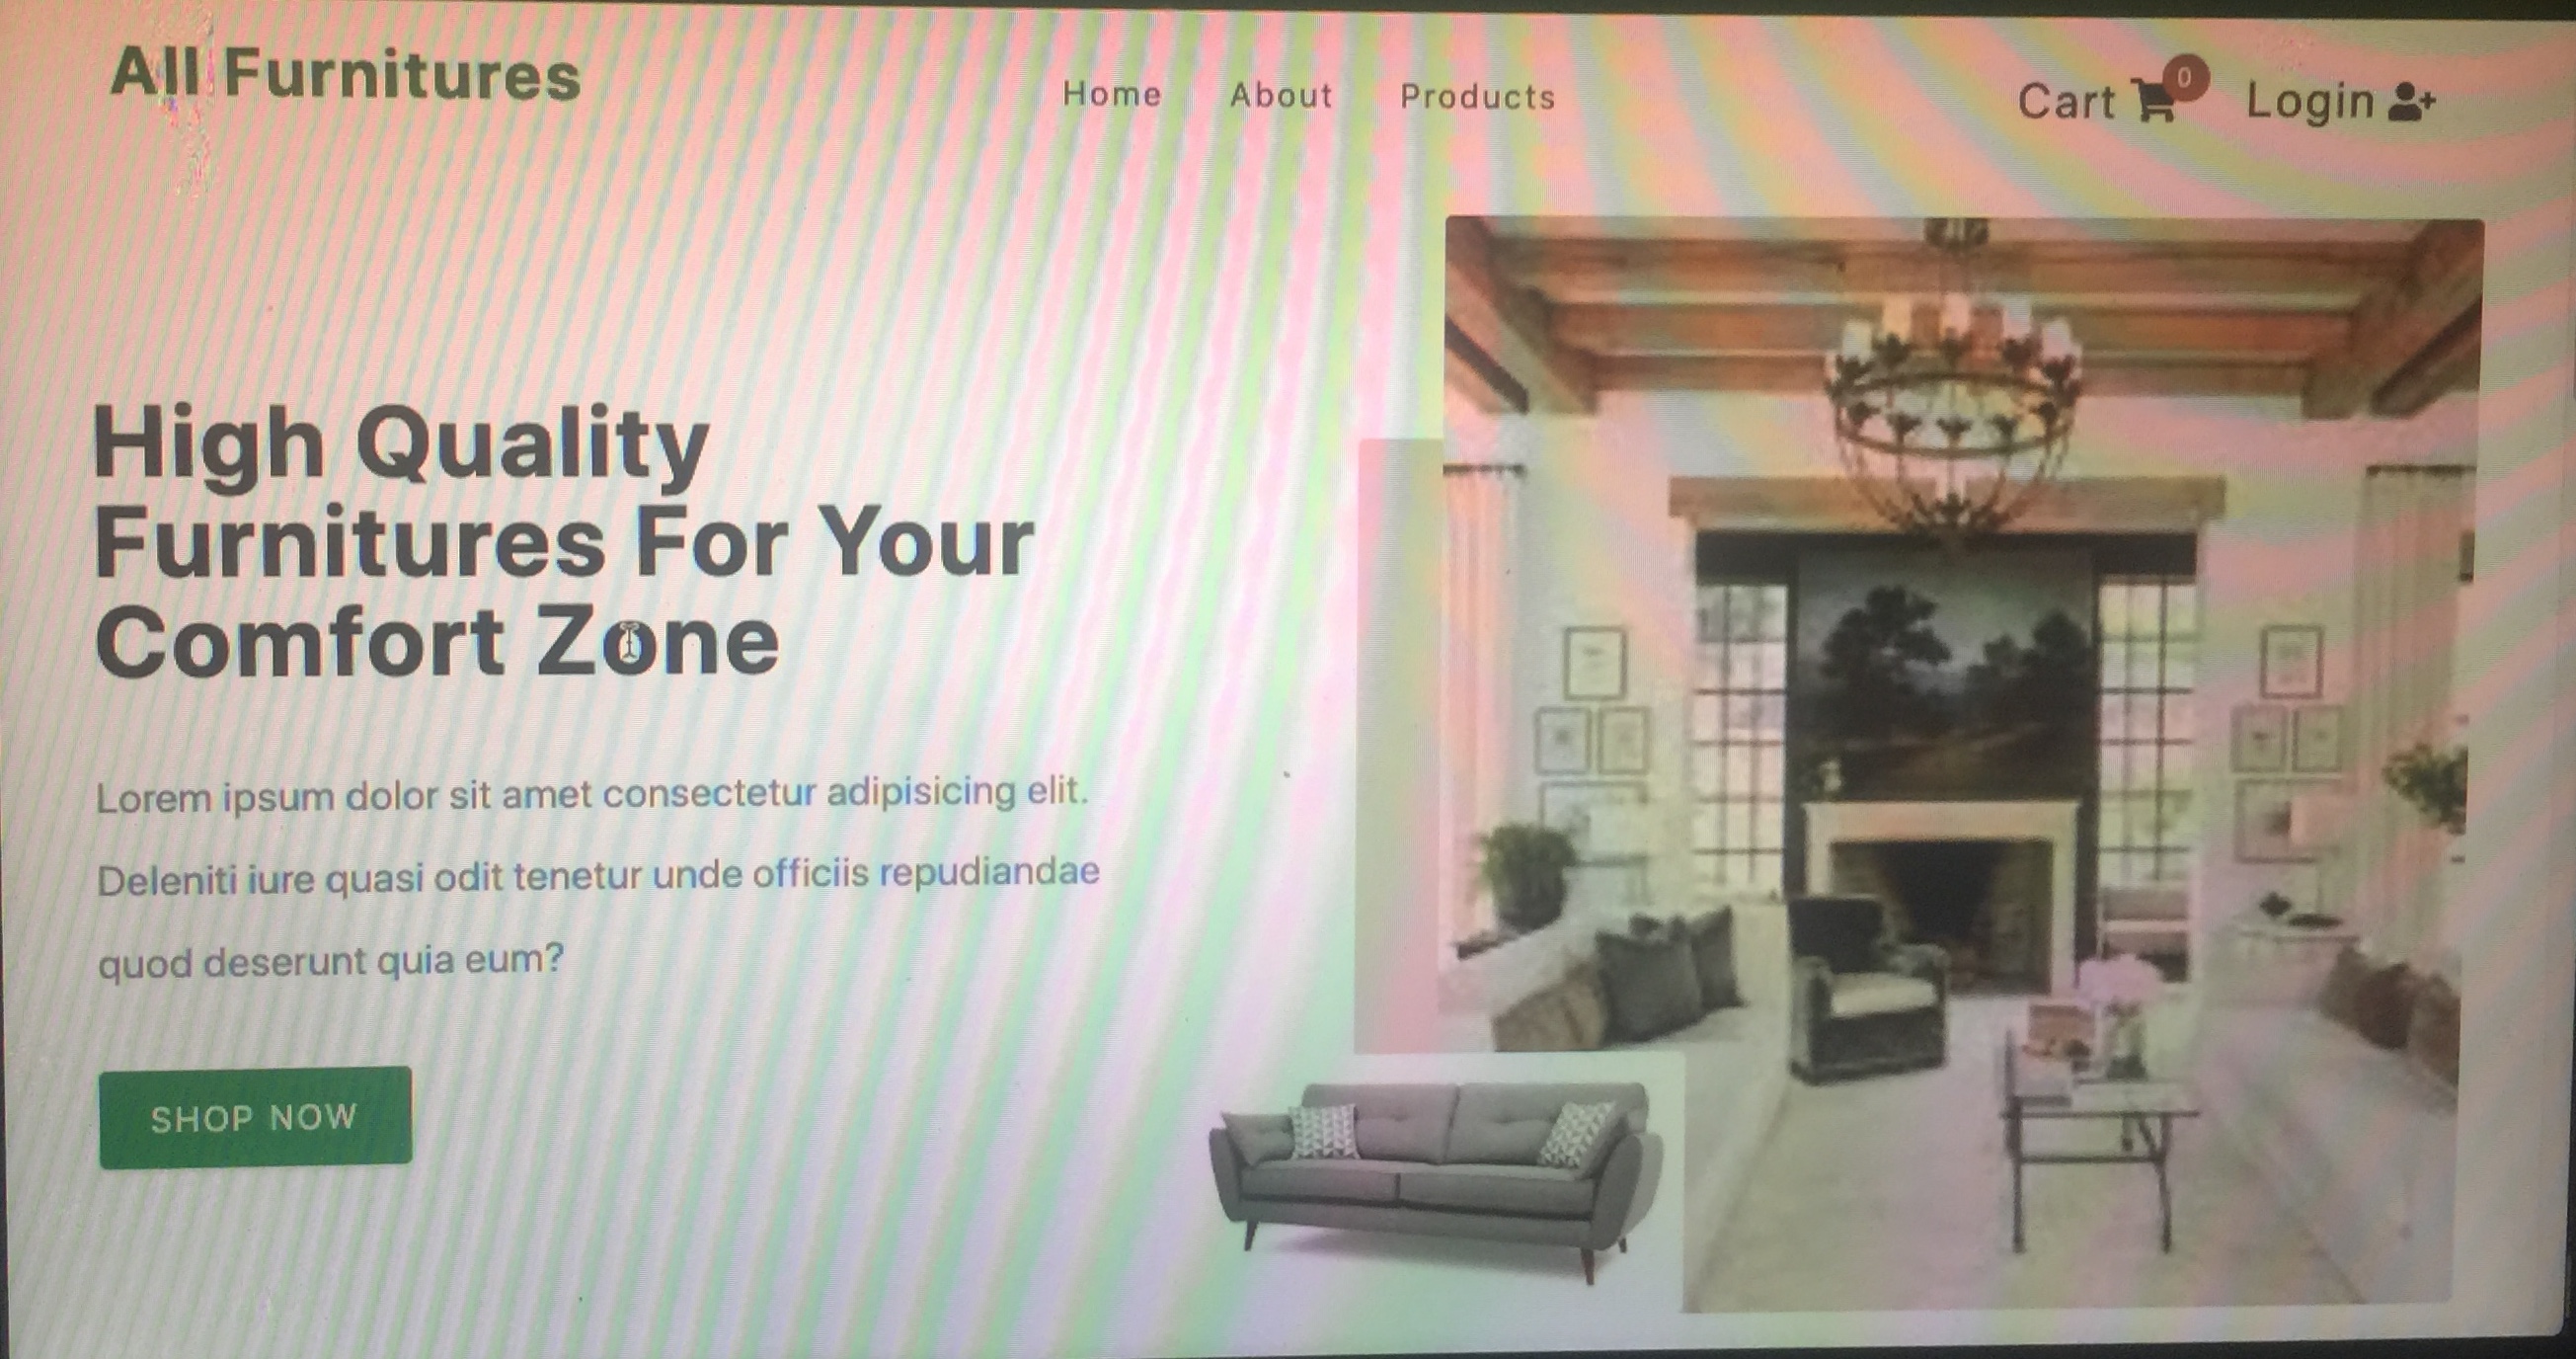 All Furnitures
Home About Products
Cart 0 Login
High Quality
Furnitures For Your
Comfort Zone
Lorem ipsum dolor sit amet consectetur adipisicing elit.
Deleniti iure quasi odit tenetur unde officiis repudiandae
quod deserunt quia eum?
SHOP NOW